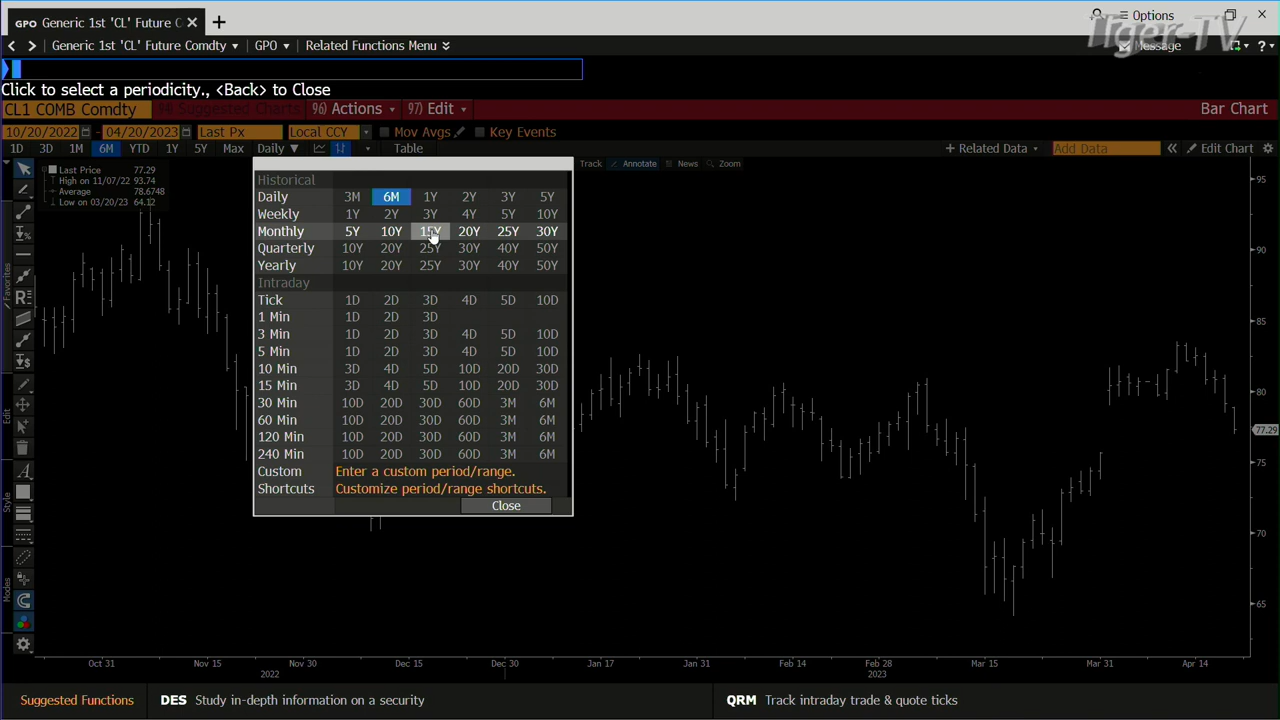 GPO Generic 1st 'CL' Future C × +
Options
Tiger-TV
Generic 1st 'CL' Future Comdty GPO Related Functions Menu
Message ?
Click to select a periodicity., <Back> to Close
CL1 COMB Comdty 94) Suggested Charts 96) Actions 97) Edit Bar Chart
10/20/2022 - 04/20/2023 Last Px Local CCY Mov Avgs Key Events
1D 3D 1M 6M YTD 1Y 5Y Max Daily Table + Related Data Add Data Edit Chart
Track Annotate News Zoom
Last Price 77.29
High on 11/07/22 93.74
Average 78.6748
Low on 03/20/23 64.12
Historical
Daily 3M 6M 1Y 2Y 3Y 5Y
Weekly 1Y 2Y 3Y 4Y 5Y 10Y
Monthly 5Y 10Y 15Y 20Y 25Y 30Y
Quarterly 10Y 20Y 25Y 30Y 40Y 50Y
Yearly 10Y 20Y 25Y 30Y 40Y 50Y
Intraday
Tick 1D 2D 3D 4D 5D 10D
1 Min 1D 2D 3D
3 Min 1D 2D 3D 4D 5D 10D
5 Min 1D 2D 3D 4D 5D 10D
10 Min 3D 4D 5D 10D 20D 30D
15 Min 3D 4D 5D 10D 20D 30D
30 Min 10D 20D 30D 60D 3M 6M
60 Min 10D 20D 30D 60D 3M 6M
120 Min 10D 20D 30D 60D 3M 6M
240 Min 10D 20D 30D 60D 3M 6M
Custom Enter a custom period/range.
Shortcuts Customize period/range shortcuts.
Close
Favorites
Edit
Style
Modes
95
90
85
80
77.29
75
70
65
Oct 31 Nov 15 Nov 30 Dec 15 Dec 30 Jan 17 Jan 31 Feb 14 Feb 28 Mar 15 Mar 31 Apr 14
2022 2023
Suggested Functions DES Study in-depth information on a security QRM Track intraday trade & quote ticks